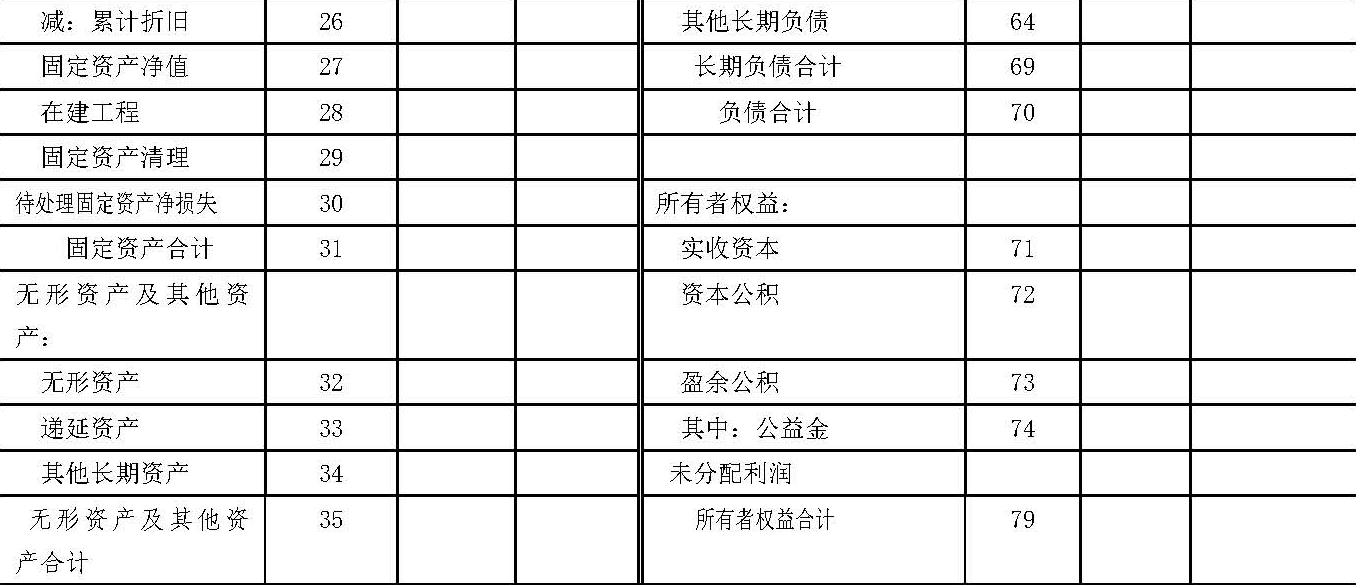 减：累计折旧 26 其他长期负债 64
固定资产净值 27 长期负债合计 69
在建工程 28 负债合计 70
固定资产清理 29
待处理固定资产净损失 30 所有者权益：
固定资产合计 31 实收资本 71
无形资产及其他资 资本公积 72
产：
无形资产 32 盈余公积 73
递延资产 33 其中：公益金 74
其他长期资产 34 未分配利润
无形资产及其他资 35 所有者权益合计 79
产合计